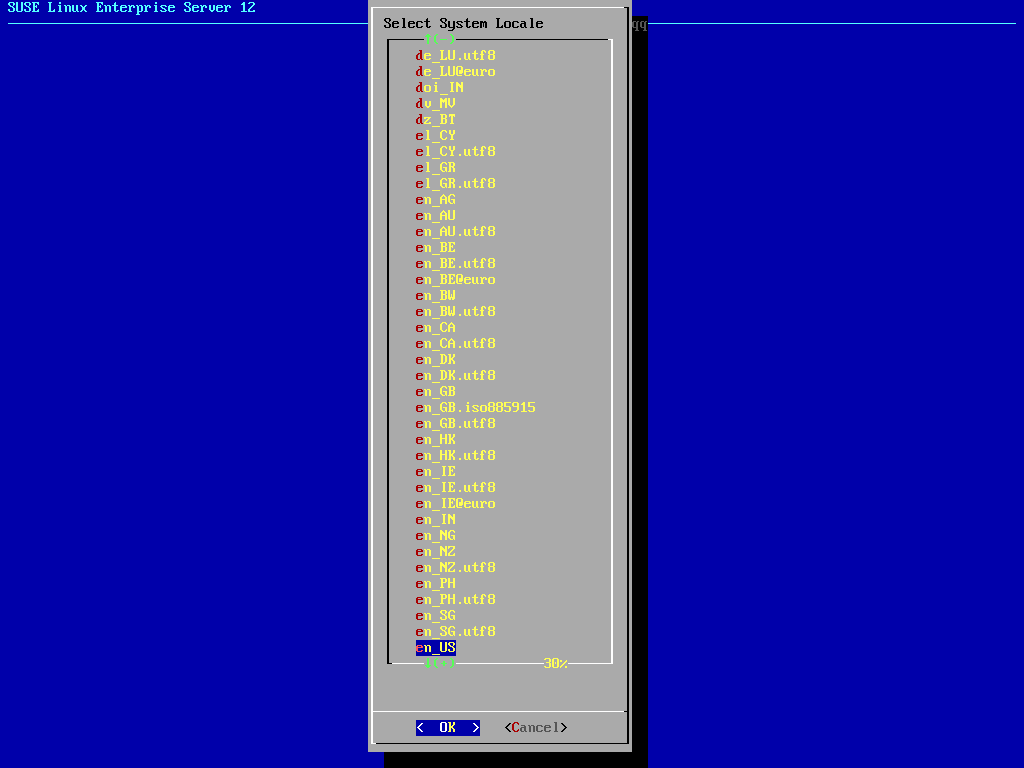 SUSE Linux Enterprise Server 12
Select System Locale
qq
↑(-)
de_LU.utf8
de_LU@euro
doi_IN
dv_MV
dz_BT
el_CY
el_CY.utf8
el_GR
el_GR.utf8
en_AG
en_AU
en_AU.utf8
en_BE
en_BE.utf8
en_BE@euro
en_BW
en_BW.utf8
en_CA
en_CA.utf8
en_DK
en_DK.utf8
en_GB
en_GB.iso885915
en_GB.utf8
en_HK
en_HK.utf8
en_IE
en_IE.utf8
en_IE@euro
en_IN
en_NG
en_NZ
en_NZ.utf8
en_PH
en_PH.utf8
en_SG
en_SG.utf8
en_US
↓(+) 30%
< OK > <Cancel>